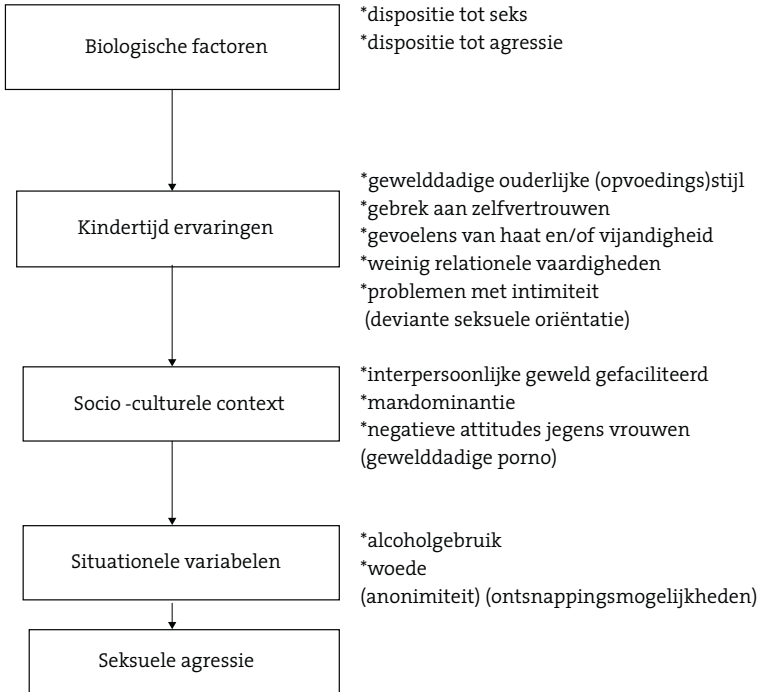 Biologische factoren
*dispositie tot seks
*dispositie tot agressie
Kindertijd ervaringen
*gewelddadige ouderlijke (opvoedings)stijl
*gebrek aan zelfvertrouwen
*gevoelens van haat en/of vijandigheid
*weinig relationele vaardigheden
*problemen met intimiteit
(deviante seksuele oriëntatie)
Socio -culturele context
*interpersoonlijke geweld gefaciliteerd
*man-dominantie
*negatieve attitudes jegens vrouwen
(gewelddadige porno)
Situationele variabelen
*alcoholgebruik
*woede
(anonimiteit) (ontsnappingsmogelijkheden)
Seksuele agressie